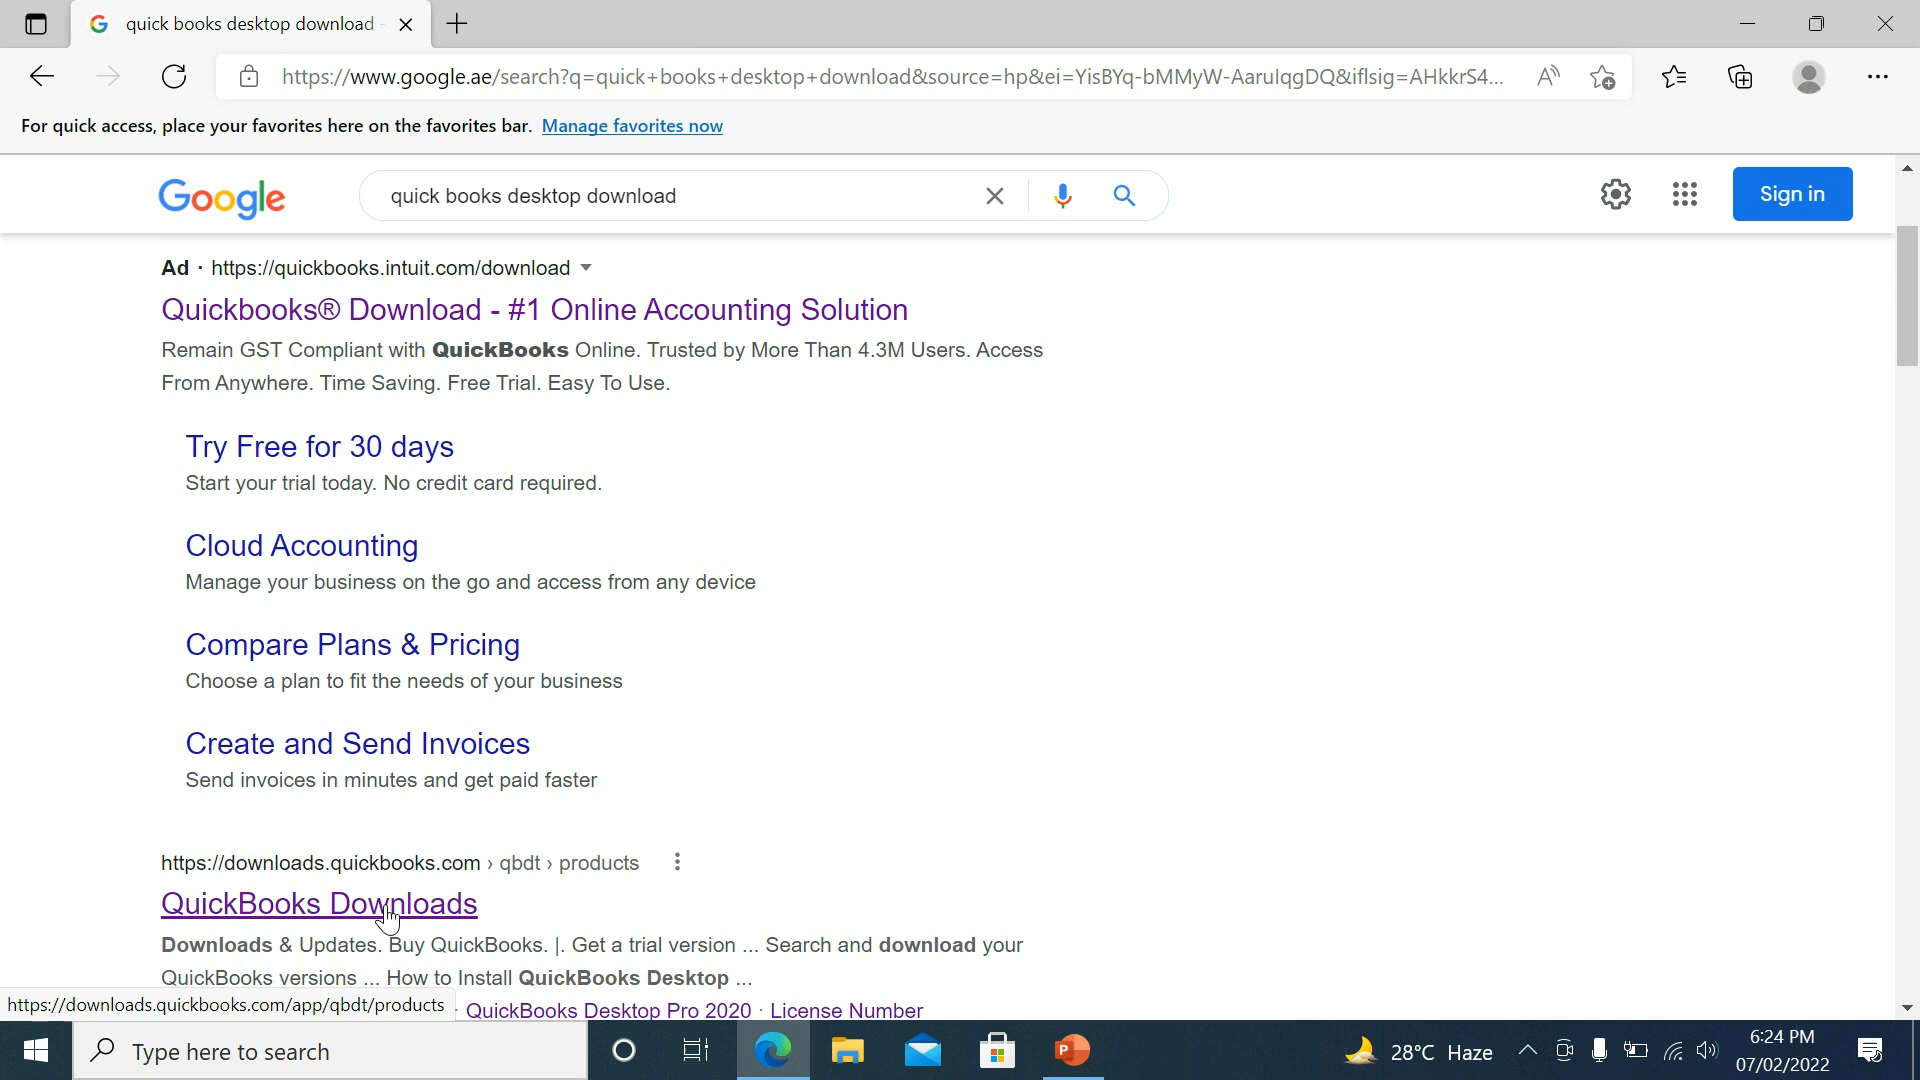 quick books desktop download -
https://www.google.ae/search?q=quick+books+desktop+download&source=hp&ei=YisBYq-bMMyW-AaruIqgDQ&iflsig=AHkkrS4...
For quick access, place your favorites here on the favorites bar. Manage favorites now
Google
quick books desktop download
Sign in
Ad · https://quickbooks.intuit.com/download
Quickbooks® Download - #1 Online Accounting Solution
Remain GST Compliant with QuickBooks Online. Trusted by More Than 4.3M Users. Access
From Anywhere. Time Saving. Free Trial. Easy To Use.
Try Free for 30 days
Start your trial today. No credit card required.
Cloud Accounting
Manage your business on the go and access from any device
Compare Plans & Pricing
Choose a plan to fit the needs of your business
Create and Send Invoices
Send invoices in minutes and get paid faster
https://downloads.quickbooks.com › qbdt › products
QuickBooks Downloads
Downloads & Updates. Buy QuickBooks. |. Get a trial version ... Search and download your
QuickBooks versions ... How to Install QuickBooks Desktop ...
https://downloads.quickbooks.com/app/qbdt/products
· QuickBooks Desktop Pro 2020 · License Number
Type here to search
28°C Haze
6:24 PM
07/02/2022